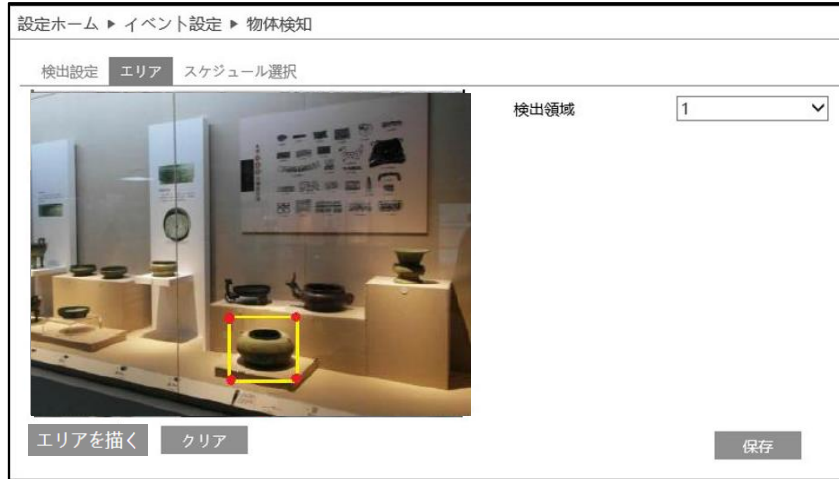 設定ホーム ▶ イベント設定 ▶ 物体検知
検出設定 エリア スケジュール選択
検出領域 1
エリアを描く クリア
保存